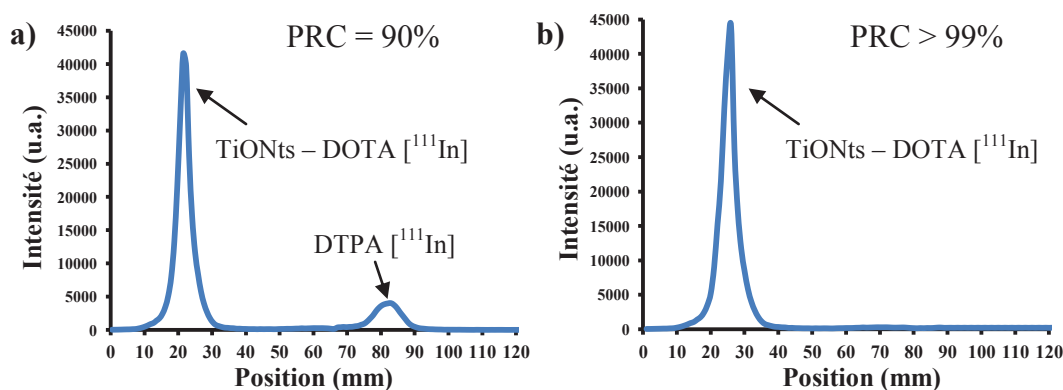 a)
PRC = 90%
Intensité (u.a.)
45000
40000
35000
30000
25000
20000
15000
10000
5000
0
TiONts – DOTA [¹¹¹In]
DTPA [¹¹¹In]
0 10 20 30 40 50 60 70 80 90 100 110 120
Position (mm)
b)
PRC > 99%
Intensité (u.a.)
45000
40000
35000
30000
25000
20000
15000
10000
5000
0
TiONts – DOTA [¹¹¹In]
0 10 20 30 40 50 60 70 80 90 100 110 120
Position (mm)